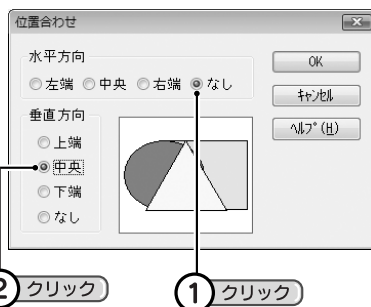 位置合わせ
水平方向
左端 中央 右端 なし
OK
キャンセル
ヘルプ(H)
垂直方向
上端
中央
下端
なし
2 クリック
1 クリック